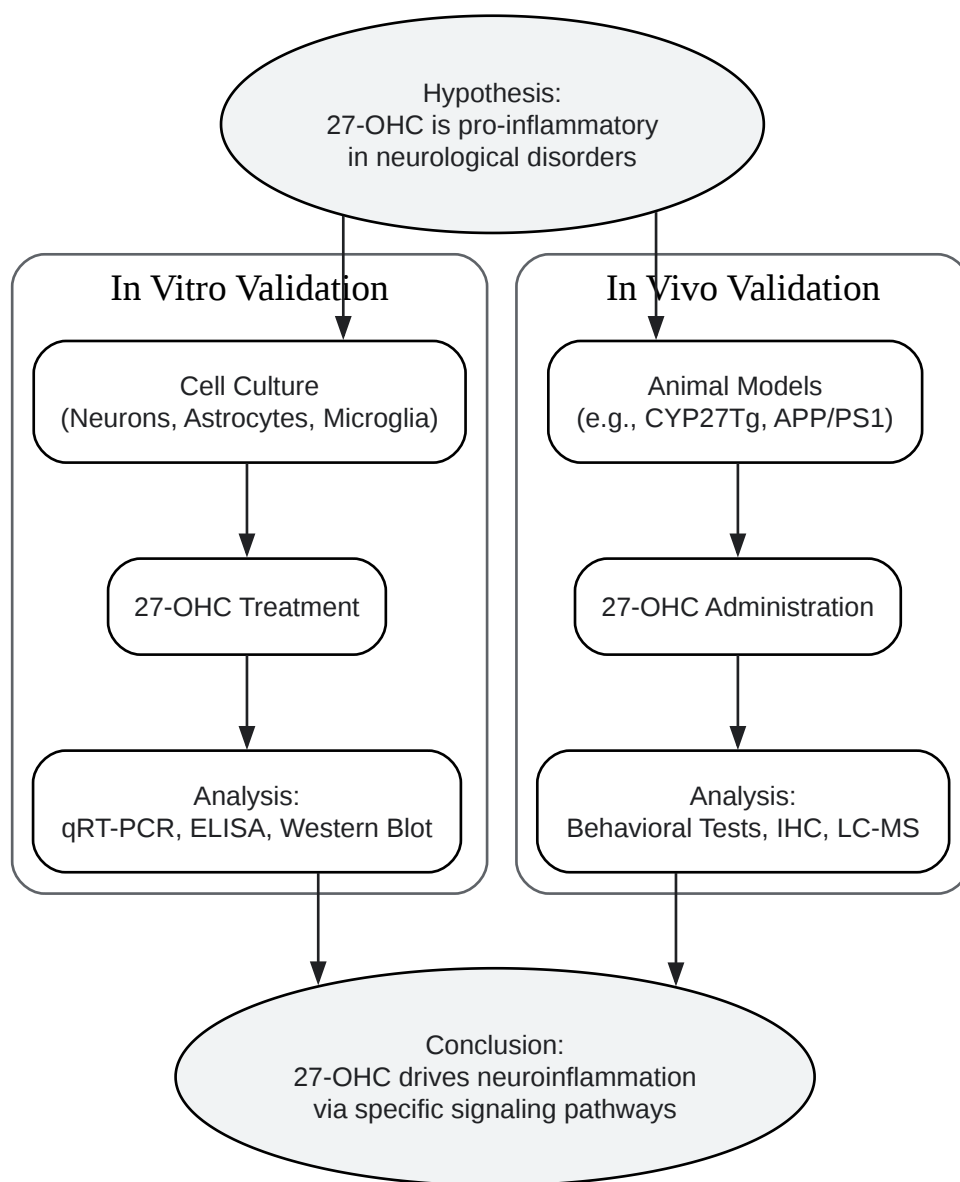 Hypothesis:
27-OHC is pro-inflammatory
in neurological disorders
In Vitro Validation
Cell Culture
(Neurons, Astrocytes, Microglia)
27-OHC Treatment
Analysis:
qRT-PCR, ELISA, Western Blot
In Vivo Validation
Animal Models
(e.g., CYP27Tg, APP/PS1)
27-OHC Administration
Analysis:
Behavioral Tests, IHC, LC-MS
Conclusion:
27-OHC drives neuroinflammation
via specific signaling pathways